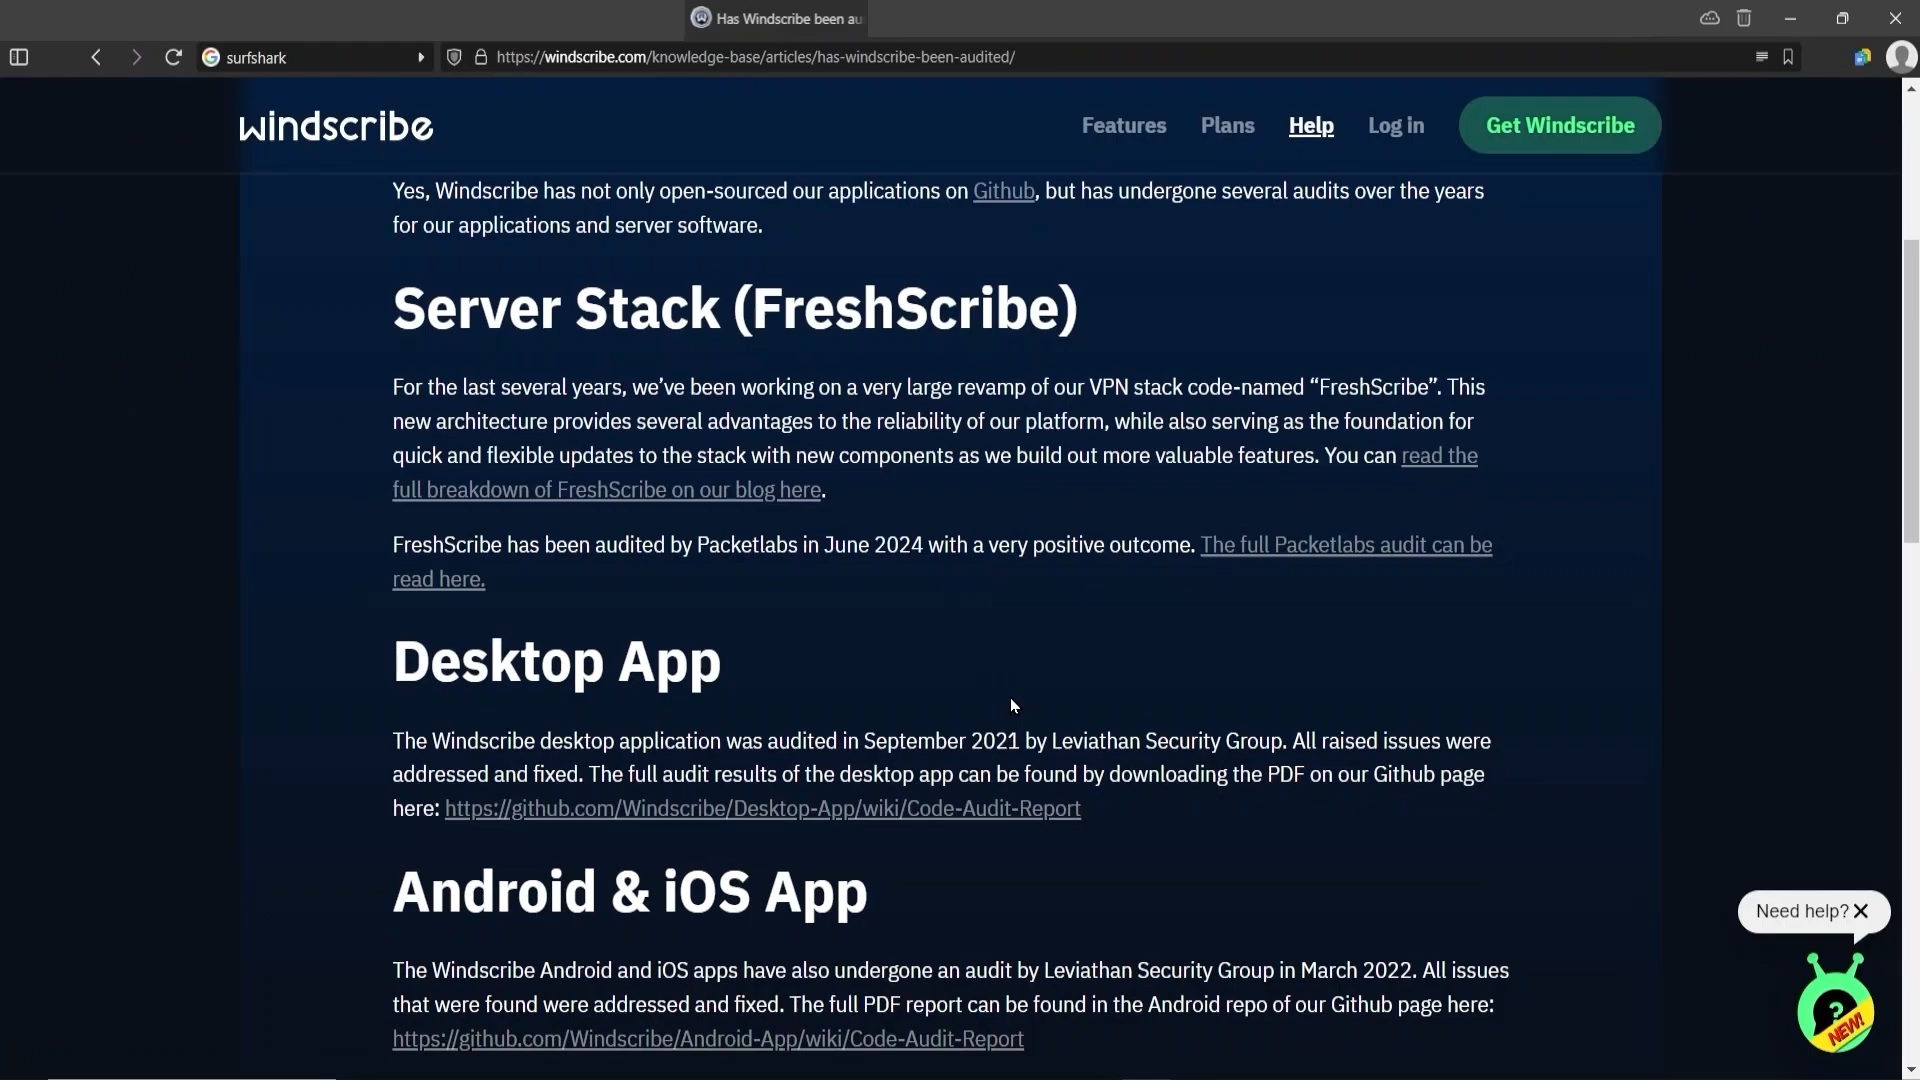 Has Windscribe been au
surfshark
https://windscribe.com/knowledge-base/articles/has-windscribe-been-audited/
windscribe
Features
Plans
Help
Log in
Get Windscribe
Yes, Windscribe has not only open-sourced our applications on Github, but has undergone several audits over the years
for our applications and server software.
Server Stack (FreshScribe)
For the last several years, we’ve been working on a very large revamp of our VPN stack code-named “FreshScribe”. This
new architecture provides several advantages to the reliability of our platform, while also serving as the foundation for
quick and flexible updates to the stack with new components as we build out more valuable features. You can read the
full breakdown of FreshScribe on our blog here.
FreshScribe has been audited by Packetlabs in June 2024 with a very positive outcome. The full Packetlabs audit can be
read here.
Desktop App
The Windscribe desktop application was audited in September 2021 by Leviathan Security Group. All raised issues were
addressed and fixed. The full audit results of the desktop app can be found by downloading the PDF on our Github page
here: https://github.com/Windscribe/Desktop-App/wiki/Code-Audit-Report
Android & iOS App
The Windscribe Android and iOS apps have also undergone an audit by Leviathan Security Group in March 2022. All issues
that were found were addressed and fixed. The full PDF report can be found in the Android repo of our Github page here:
https://github.com/Windscribe/Android-App/wiki/Code-Audit-Report
Need help?
?
NEW!